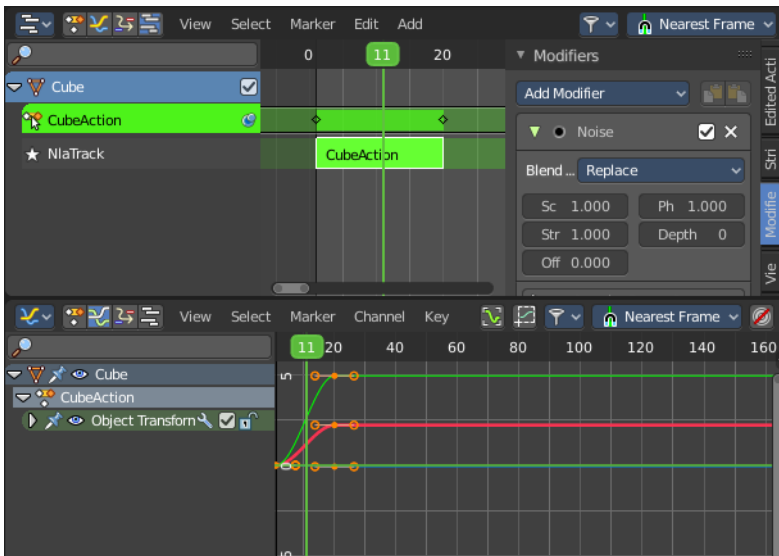 View Select Marker Edit Add Nearest Frame
0 11 20
Modifiers
Cube
Add Modifier
CubeAction
Noise
NlaTrack
CubeAction
Blend ... Replace
Sc 1.000 Ph 1.000
Str 1.000 Depth 0
Off 0.000
Edited Acti
Stri
Modifie
Vie
View Select Marker Channel Key Nearest Frame
11 20 40 60 80 100 120 140 160
Cube
5
CubeAction
Object Transforn
0
5